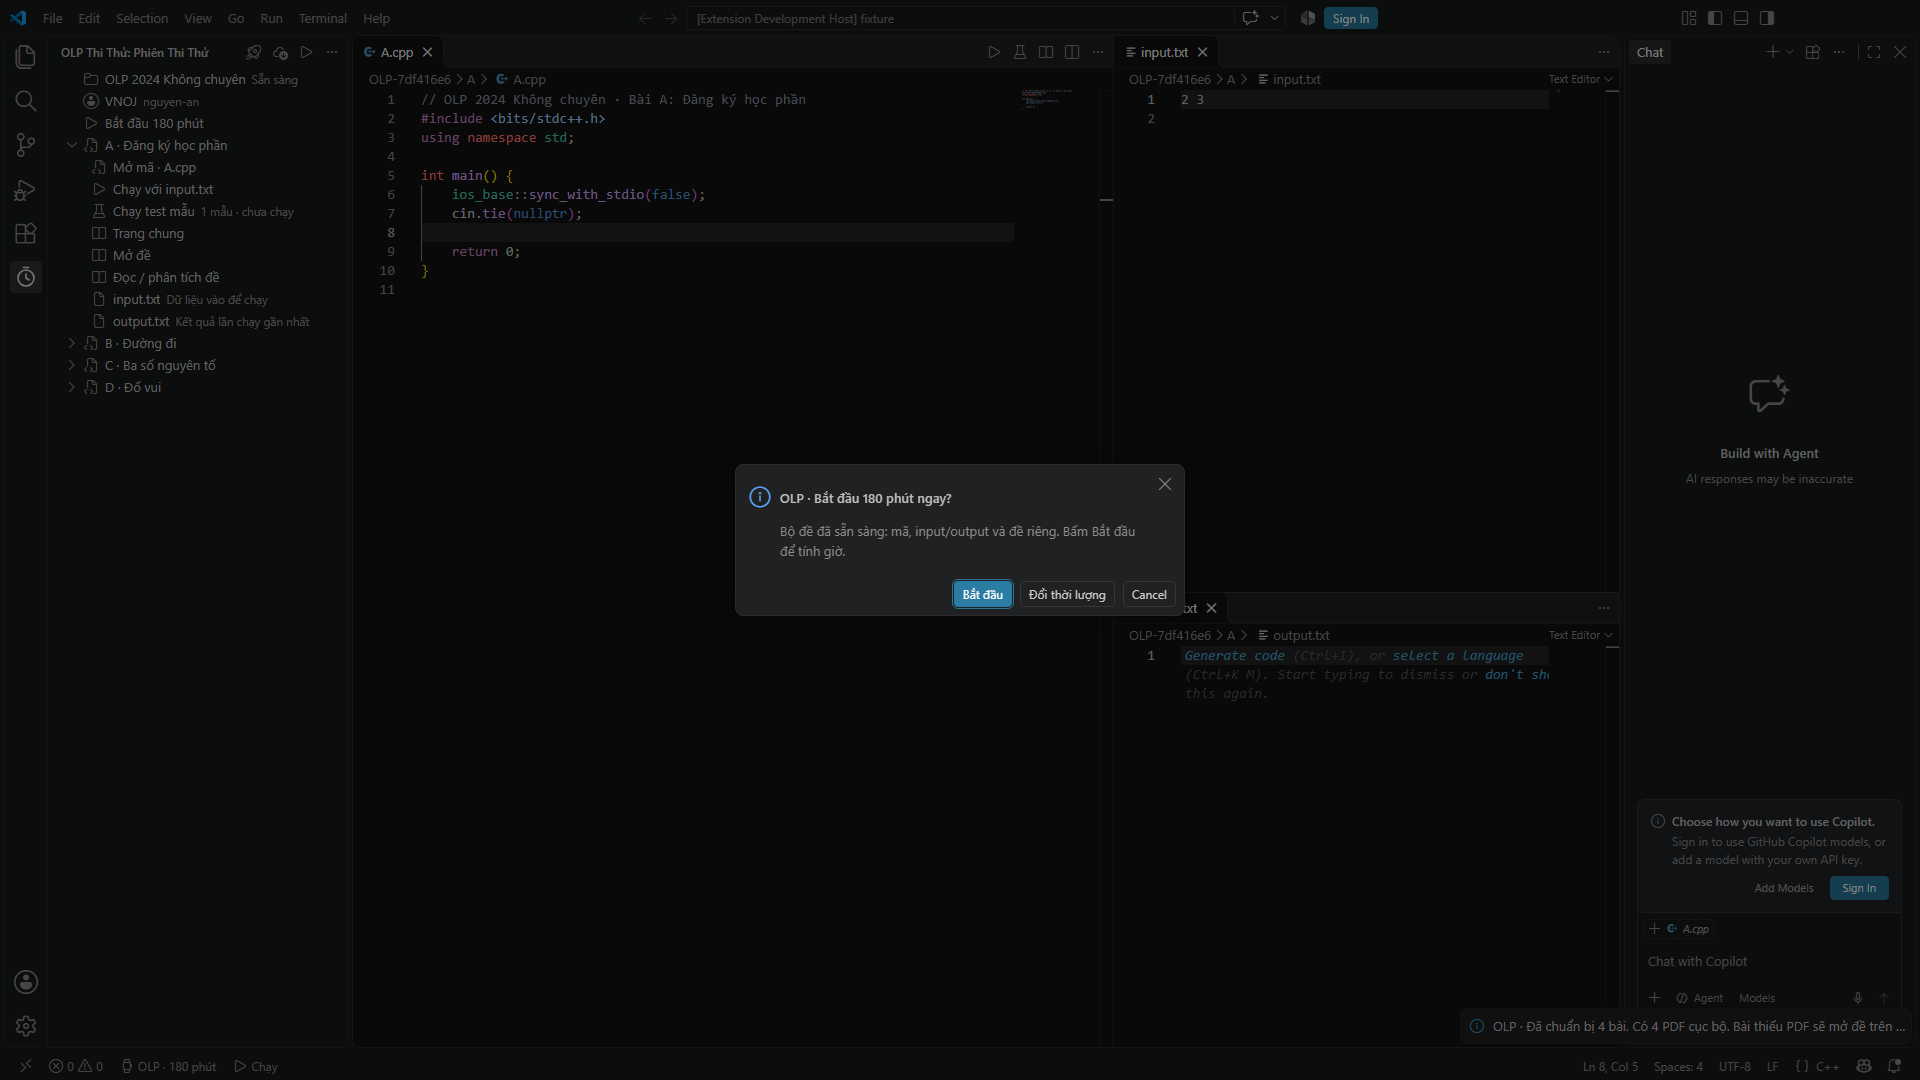 File Edit Selection View Go Run Terminal Help
[Extension Development Host] fixture
Sign In
OLP Thi Thử: Phiên Thi Thử
OLP 2024 Không chuyên Sẵn sàng
VNOJ nguyen-an
Bắt đầu 180 phút
A · Đăng ký học phần
Mở mã · A.cpp
Chạy với input.txt
Chạy test mẫu 1 mẫu · chưa chạy
Trang chung
Mở đề
Đọc / phân tích đề
input.txt Dữ liệu vào để chạy
output.txt Kết quả lần chạy gần nhất
B · Đường đi
C · Ba số nguyên tố
D · Đố vui
A.cpp
OLP-7df416e6 > A > A.cpp
1 // OLP 2024 Không chuyên · Bài A: Đăng ký học phần
2 #include <bits/stdc++.h>
3 using namespace std;
4
5 int main() {
6 ios_base::sync_with_stdio(false);
7 cin.tie(nullptr);
8
9 return 0;
10 }
11
input.txt
OLP-7df416e6 > A > input.txt Text Editor
1 2 3
2
OLP · Bắt đầu 180 phút ngay?
Bộ đề đã sẵn sàng: mã, input/output và đề riêng. Bấm Bắt đầu
để tính giờ.
Bắt đầu Đổi thời lượng Cancel
txt
OLP-7df416e6 > A > output.txt Text Editor
1 Generate code (Ctrl+I), or select a language
(Ctrl+K M). Start typing to dismiss or don't sho
this again.
Chat
Build with Agent
AI responses may be inaccurate
Choose how you want to use Copilot.
Sign in to use GitHub Copilot models, or
add a model with your own API key.
Add Models Sign In
A.cpp
Chat with Copilot
Agent Models
OLP · Đã chuẩn bị 4 bài. Có 4 PDF cục bộ. Bài thiếu PDF sẽ mở đề trên ...
0 0 OLP · 180 phút Chạy
Ln 8, Col 5 Spaces: 4 UTF-8 LF { } C++